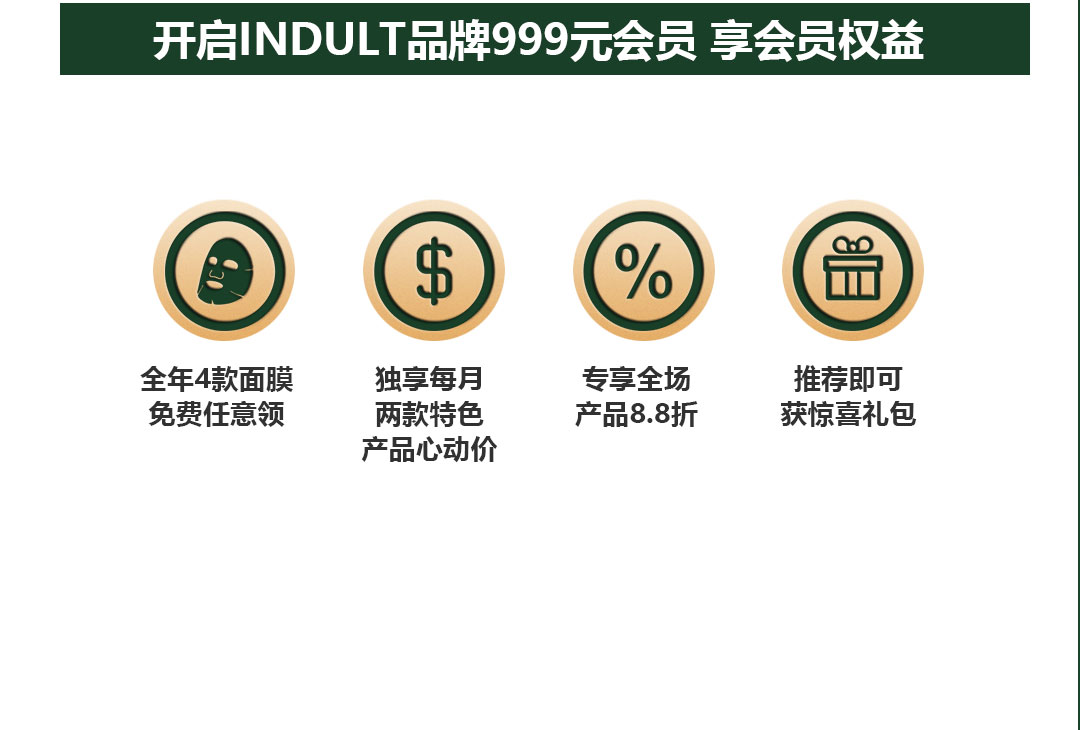 开启INDULT品牌999元会员 享会员权益
全年4款面膜
免费任意领
独享每月
两款特色
产品心动价
专享全场
产品8.8折
推荐即可
获惊喜礼包